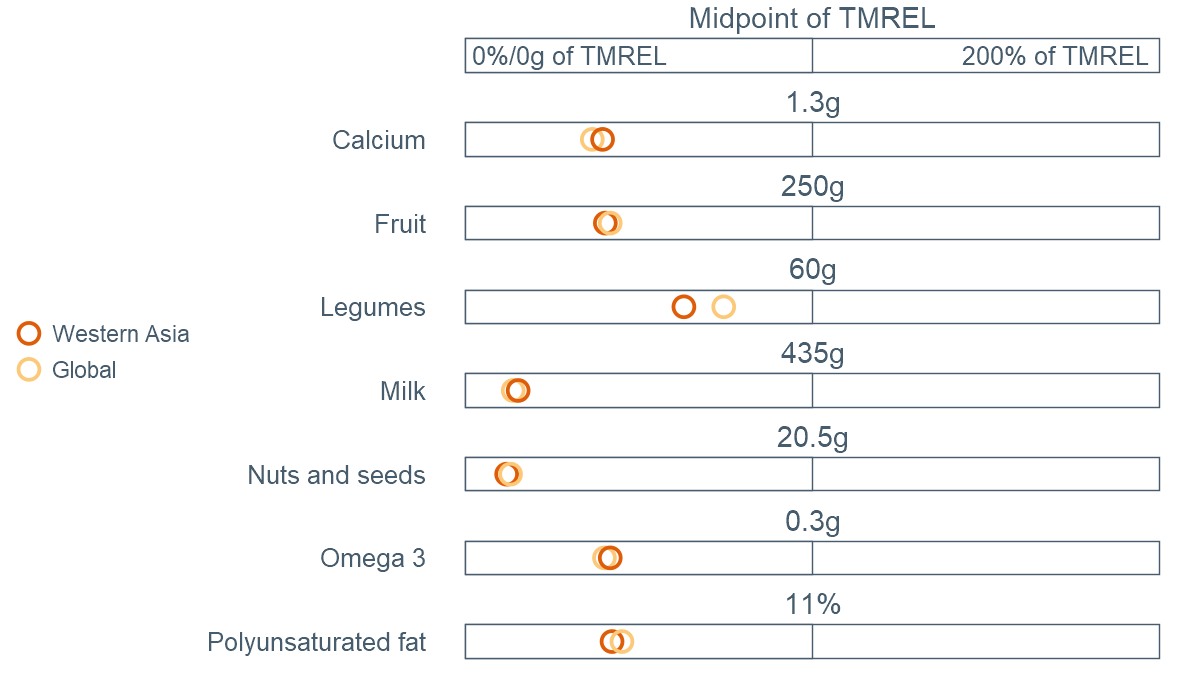 Midpoint of TMREL
0%/0g of TMREL
200% of TMREL
1.3g
Calcium
250g
Fruit
60g
Legumes
Western Asia
Global
435g
Milk
20.5g
Nuts and seeds
0.3g
Omega 3
11%
Polyunsaturated fat